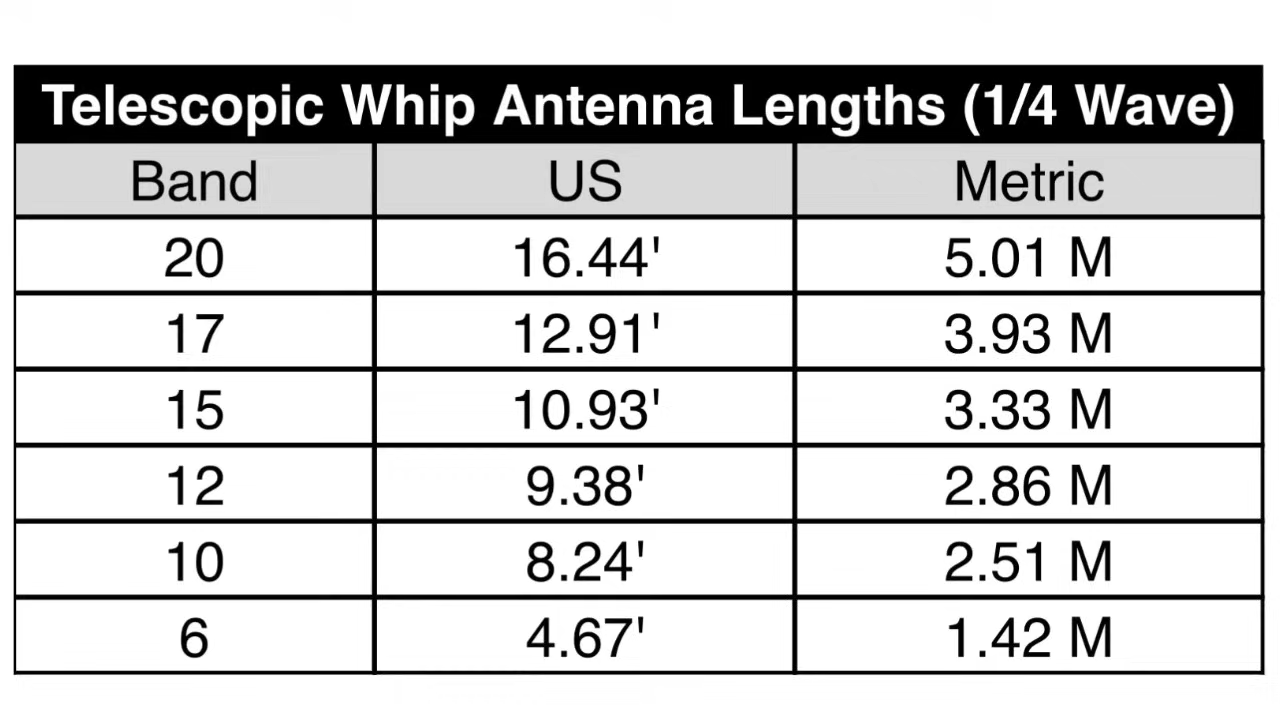 Telescopic Whip Antenna Lengths (1/4 Wave)
Band US Metric
20 16.44' 5.01 M
17 12.91' 3.93 M
15 10.93' 3.33 M
12 9.38' 2.86 M
10 8.24' 2.51 M
6 4.67' 1.42 M